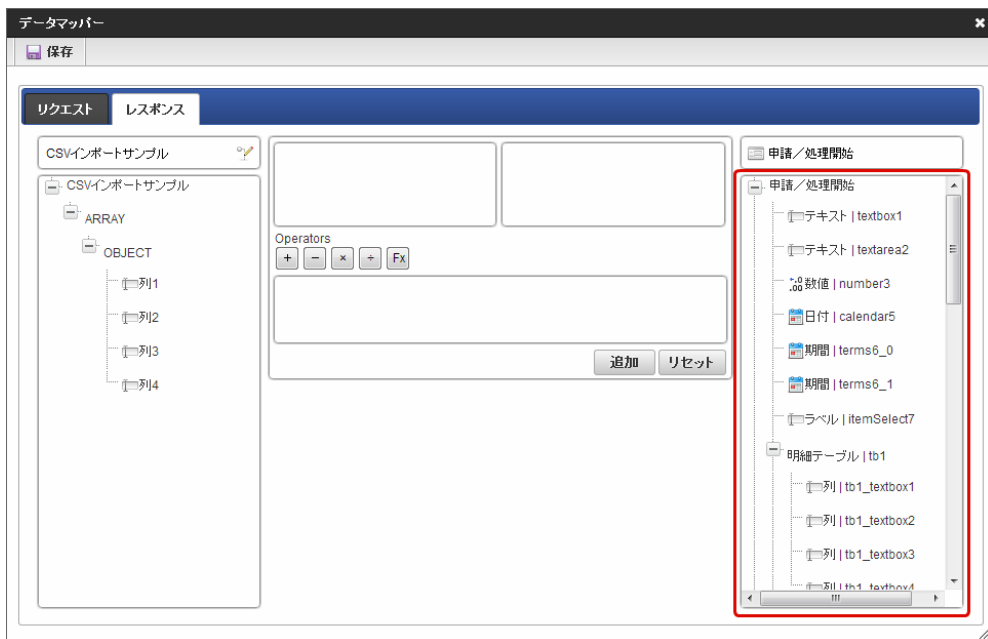 データマッパー
保存
リクエスト
レスポンス
CSVインポートサンプル
CSVインポートサンプル
ARRAY
OBJECT
列1
列2
列3
列4
Operators
+ − × ÷ Fx
追加
リセット
申請／処理開始
申請／処理開始
テキスト | textbox1
テキスト | textarea2
数値 | number3
日付 | calendar5
期間 | terms6_0
期間 | terms6_1
ラベル | itemSelect7
明細テーブル | tb1
列 | tb1_textbox1
列 | tb1_textbox2
列 | tb1_textbox3
列 | tb1_textbox4